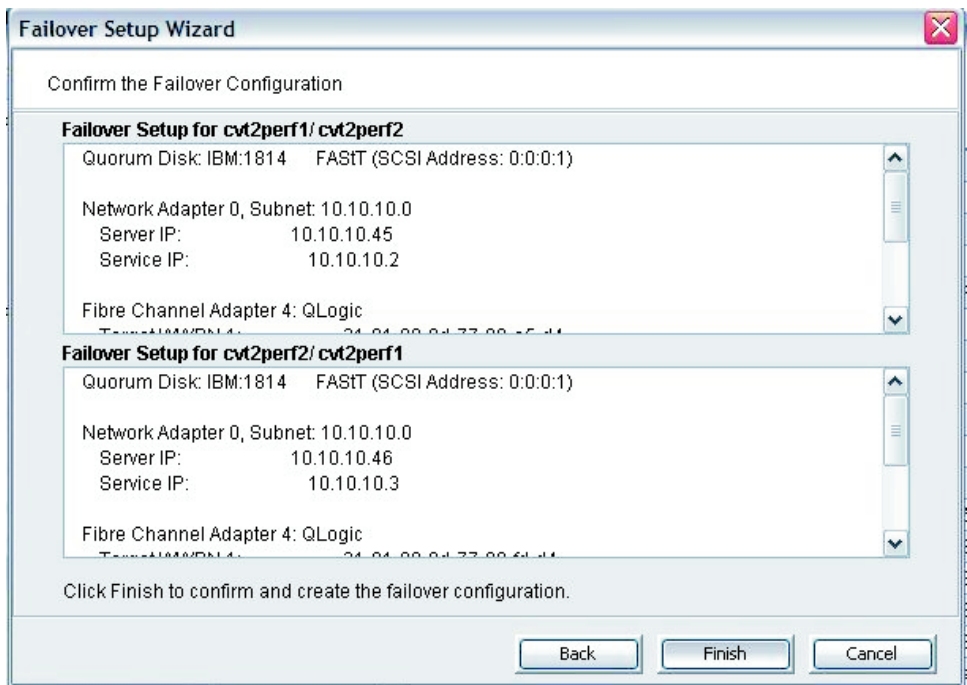 Failover Setup Wizard
Confirm the Failover Configuration
Failover Setup for cvt2perf1/cvt2perf2
Quorum Disk: IBM:1814 FAStT (SCSI Address: 0:0:0:1)
Network Adapter 0, Subnet: 10.10.10.0
Server IP: 10.10.10.45
Service IP: 10.10.10.2
Fibre Channel Adapter 4: QLogic
Failover Setup for cvt2perf2/cvt2perf1
Quorum Disk: IBM:1814 FAStT (SCSI Address: 0:0:0:1)
Network Adapter 0, Subnet: 10.10.10.0
Server IP: 10.10.10.46
Service IP: 10.10.10.3
Fibre Channel Adapter 4: QLogic
Click Finish to confirm and create the failover configuration.
Back Finish Cancel